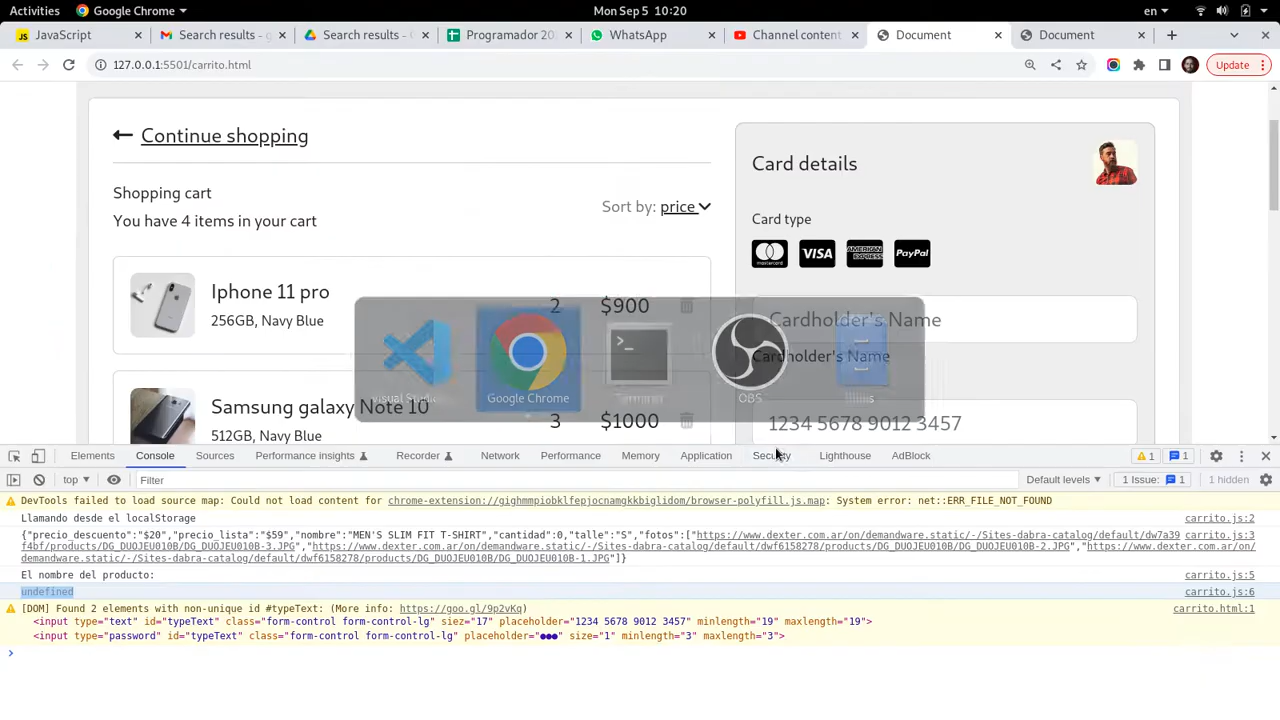 Activities
Google Chrome
Mon Sep 5 10:20
en
JavaScript
Search results - g
Search results - G
Programador 202
WhatsApp
Channel content
Document
Document
127.0.0.1:5501/carrito.html
Update
Continue shopping
Shopping cart
You have 4 items in your cart
Sort by: price
Iphone 11 pro
256GB, Navy Blue
2
$900
Samsung galaxy Note 10
512GB, Navy Blue
3
$1000
Card details
Card type
mastercard
VISA
AMERICAN EXPRESS
PayPal
Cardholder's Name
Cardholder's Name
1234 5678 9012 3457
Google Chrome
OBS
Elements
Console
Sources
Performance insights
Recorder
Network
Performance
Memory
Application
Security
Lighthouse
AdBlock
1
1
top
Filter
Default levels
1 Issue: 1
1 hidden
DevTools failed to load source map: Could not load content for chrome-extension://gighmmpiobklfepjocnamgkkbiglidom/browser-polyfill.js.map: System error: net::ERR_FILE_NOT_FOUND
Llamando desde el localStorage carrito.js:2
{"precio_descuento":"$20","precio_lista":"$59","nombre":"MEN'S SLIM FIT T-SHIRT","cantidad":0,"talle":"S","fotos":["https://www.dexter.com.ar/on/demandware.static/-/Sites-dabra-catalog/default/dw7a39 carrito.js:3
f4bf/products/DG_DUOJEU010B/DG_DUOJEU010B-3.JPG","https://www.dexter.com.ar/on/demandware.static/-/Sites-dabra-catalog/default/dwf6158278/products/DG_DUOJEU010B/DG_DUOJEU010B-2.JPG","https://www.dexter.com.ar/on/
demandware.static/-/Sites-dabra-catalog/default/dwf6158278/products/DG_DUOJEU010B/DG_DUOJEU010B-1.JPG"]}
El nombre del producto: carrito.js:5
undefined carrito.js:6
[DOM] Found 2 elements with non-unique id #typeText: (More info: https://goo.gl/9p2vKq) carrito.html:1
<input type="text" id="typeText" class="form-control form-control-lg" siez="17" placeholder="1234 5678 9012 3457" minlength="19" maxlength="19">
<input type="password" id="typeText" class="form-control form-control-lg" placeholder="●●●" size="1" minlength="3" maxlength="3">